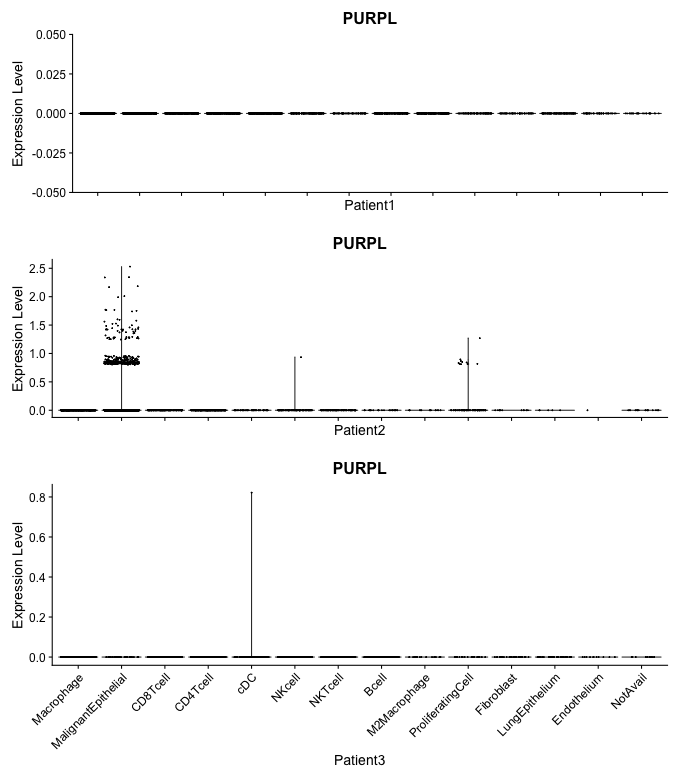 PURPL
Expression Level
0.050
0.025
0.000
-0.025
-0.050
Patient1
PURPL
Expression Level
2.5
2.0
1.5
1.0
0.5
0.0
Patient2
PURPL
Expression Level
0.8
0.6
0.4
0.2
0.0
Macrophage
MalignantEpithelial
CD8Tcell
CD4Tcell
cDC
NKcell
NKTcell
Bcell
M2Macrophage
ProliferatingCell
Fibroblast
LungEpithelium
Endothelium
NotAvail
Patient3